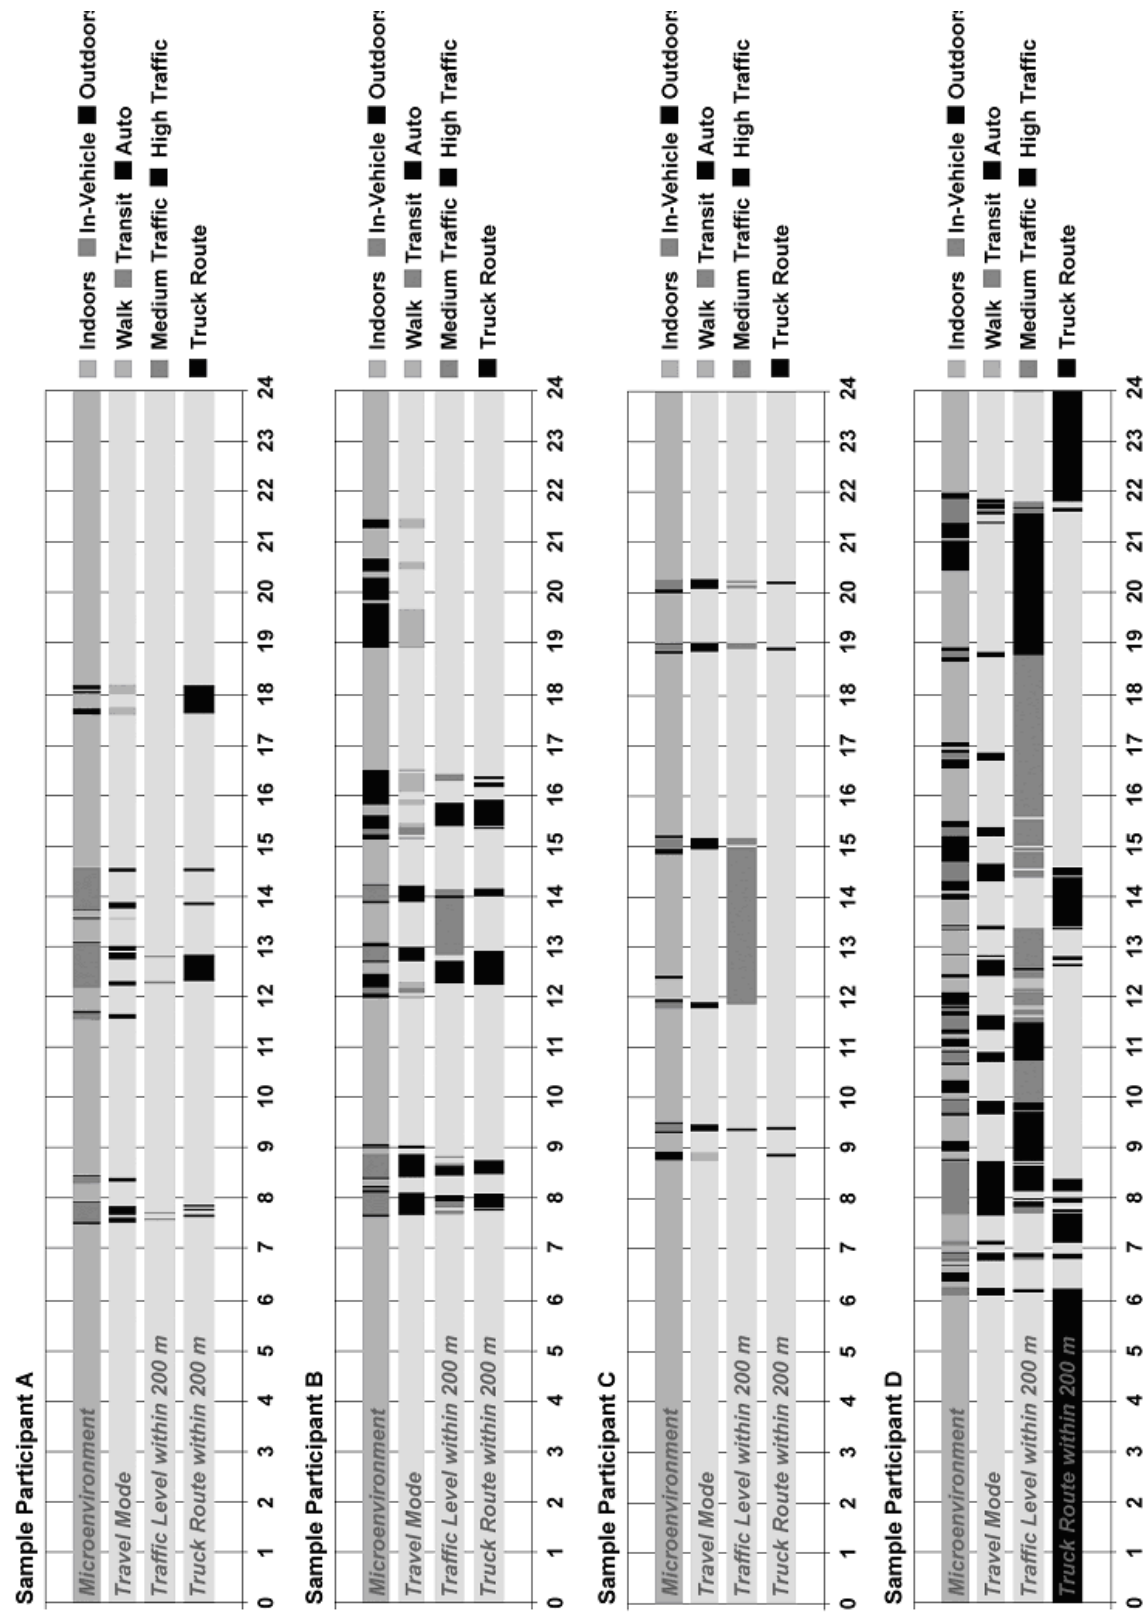 Sample Participant A
Microenvironment
Travel Mode
Traffic Level within 200 m
Truck Route within 200 m
0 1 2 3 4 5 6 7 8 9 10 11 12 13 14 15 16 17 18 19 20 21 22 23 24
Indoors In-Vehicle Outdoors
Walk Transit Auto
Medium Traffic High Traffic
Truck Route
Sample Participant B
Microenvironment
Travel Mode
Traffic Level within 200 m
Truck Route within 200 m
0 1 2 3 4 5 6 7 8 9 10 11 12 13 14 15 16 17 18 19 20 21 22 23 24
Indoors In-Vehicle Outdoors
Walk Transit Auto
Medium Traffic High Traffic
Truck Route
Sample Participant C
Microenvironment
Travel Mode
Traffic Level within 200 m
Truck Route within 200 m
0 1 2 3 4 5 6 7 8 9 10 11 12 13 14 15 16 17 18 19 20 21 22 23 24
Indoors In-Vehicle Outdoors
Walk Transit Auto
Medium Traffic High Traffic
Truck Route
Sample Participant D
Microenvironment
Travel Mode
Traffic Level within 200 m
Truck Route within 200 m
0 1 2 3 4 5 6 7 8 9 10 11 12 13 14 15 16 17 18 19 20 21 22 23 24
Indoors In-Vehicle Outdoors
Walk Transit Auto
Medium Traffic High Traffic
Truck Route